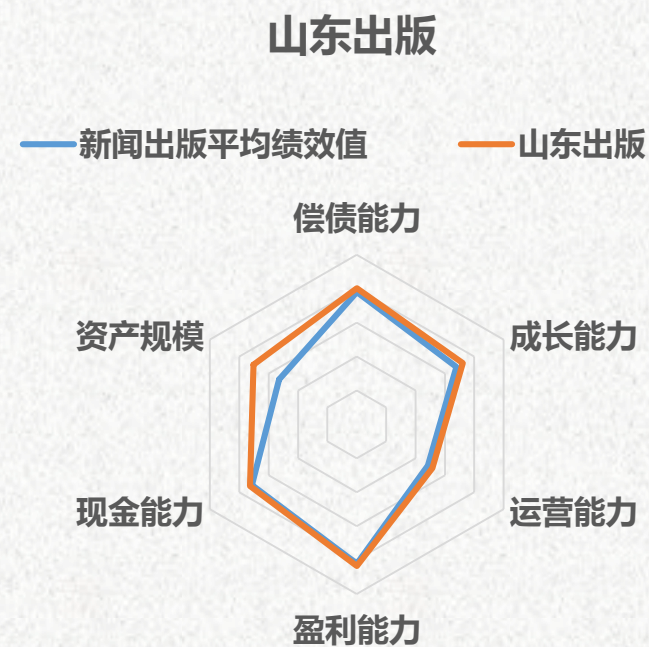 山东出版
新闻出版平均绩效值 山东出版
偿债能力
资产规模 成长能力
现金能力 运营能力
盈利能力